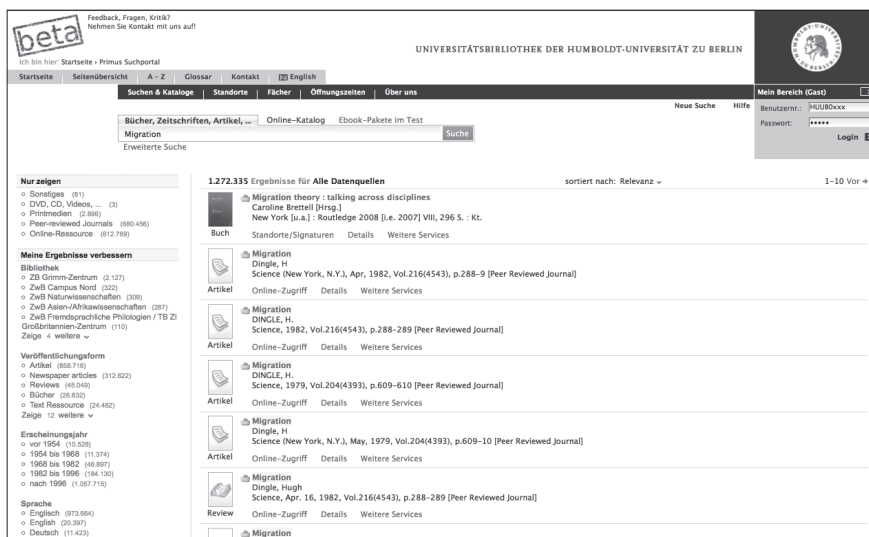 beta
Feedback, Fragen, Kritik?
Nehmen Sie Kontakt mit uns auf!
UNIVERSITÄTSBIBLIOTHEK DER HUMBOLDT-UNIVERSITÄT ZU BERLIN
Ich bin hier: Startseite › Primus Suchportal
Startseite Seitenübersicht A - Z Glossar Kontakt English
Suchen & Kataloge Standorte Fächer Öffnungszeiten Über uns
Mein Bereich (Gast)
Neue Suche Hilfe
Benutzernr.: HUUB0xxx
Passwort: •••••
Login
Bücher, Zeitschriften, Artikel, ... Online-Katalog Ebook-Pakete im Test
Migration Suche
Erweiterte Suche
Nur zeigen
Sonstiges (81)
DVD, CD, Videos, ... (3)
Printmedien (2.896)
Peer-reviewed Journals (680.456)
Online-Ressource (612.769)
Meine Ergebnisse verbessern
Bibliothek
ZB Grimm-Zentrum (2.127)
ZwB Campus Nord (322)
ZwB Naturwissenschaften (309)
ZwB Asien-/Afrikawissenschaften (287)
ZwB Fremdsprachliche Philologien / TB ZI
Großbritannien-Zentrum (110)
Zeige 4 weitere
Veröffentlichungsform
Artikel (858.716)
Newspaper articles (312.622)
Reviews (45.049)
Bücher (26.632)
Text Ressource (24.482)
Zeige 12 weitere
Erscheinungsjahr
vor 1954 (10.528)
1954 bis 1968 (11.374)
1968 bis 1982 (46.897)
1982 bis 1996 (184.130)
nach 1996 (1.057.715)
Sprache
Englisch (973.664)
English (20.397)
Deutsch (11.423)
1.272.335 Ergebnisse für Alle Datenquellen sortiert nach: Relevanz 1–10 Vor
Migration theory : talking across disciplines
Caroline Brettell [Hrsg.]
New York [u.a.] : Routledge 2008 [i.e. 2007] VIII, 296 S. : Kt.
Buch
Standorte/Signaturen Details Weitere Services
Migration
Dingle, H
Science (New York, N.Y.), Apr, 1982, Vol.216(4543), p.288-9 [Peer Reviewed Journal]
Artikel
Online-Zugriff Details Weitere Services
Migration
DINGLE, H.
Science, 1982, Vol.216(4543), p.288-289 [Peer Reviewed Journal]
Artikel
Online-Zugriff Details Weitere Services
Migration
DINGLE, H.
Science, 1979, Vol.204(4393), p.609-610 [Peer Reviewed Journal]
Artikel
Online-Zugriff Details Weitere Services
Migration
Dingle, H
Science (New York, N.Y.), May, 1979, Vol.204(4393), p.609-10 [Peer Reviewed Journal]
Artikel
Online-Zugriff Details Weitere Services
Migration
Dingle, Hugh
Science, Apr. 16, 1982, Vol.216(4543), p.288-289 [Peer Reviewed Journal]
Review
Online-Zugriff Details Weitere Services
Migration